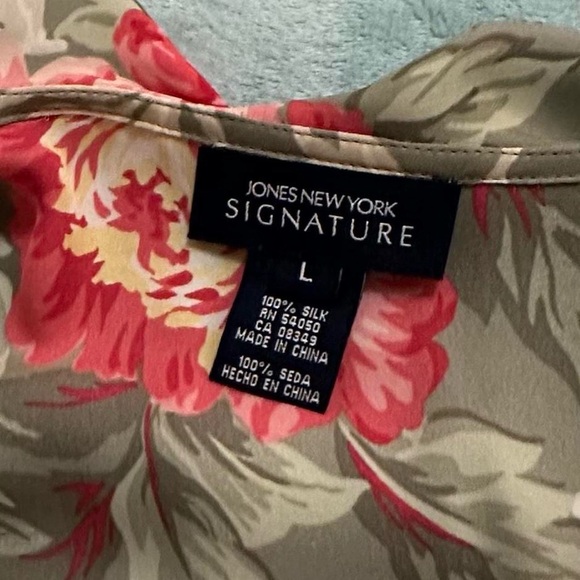 JONES NEW YORK
SIGNATURE
L
100% SILK
RN 54050
CA 08349
MADE IN CHINA
100% SEDA
HECHO EN CHINA